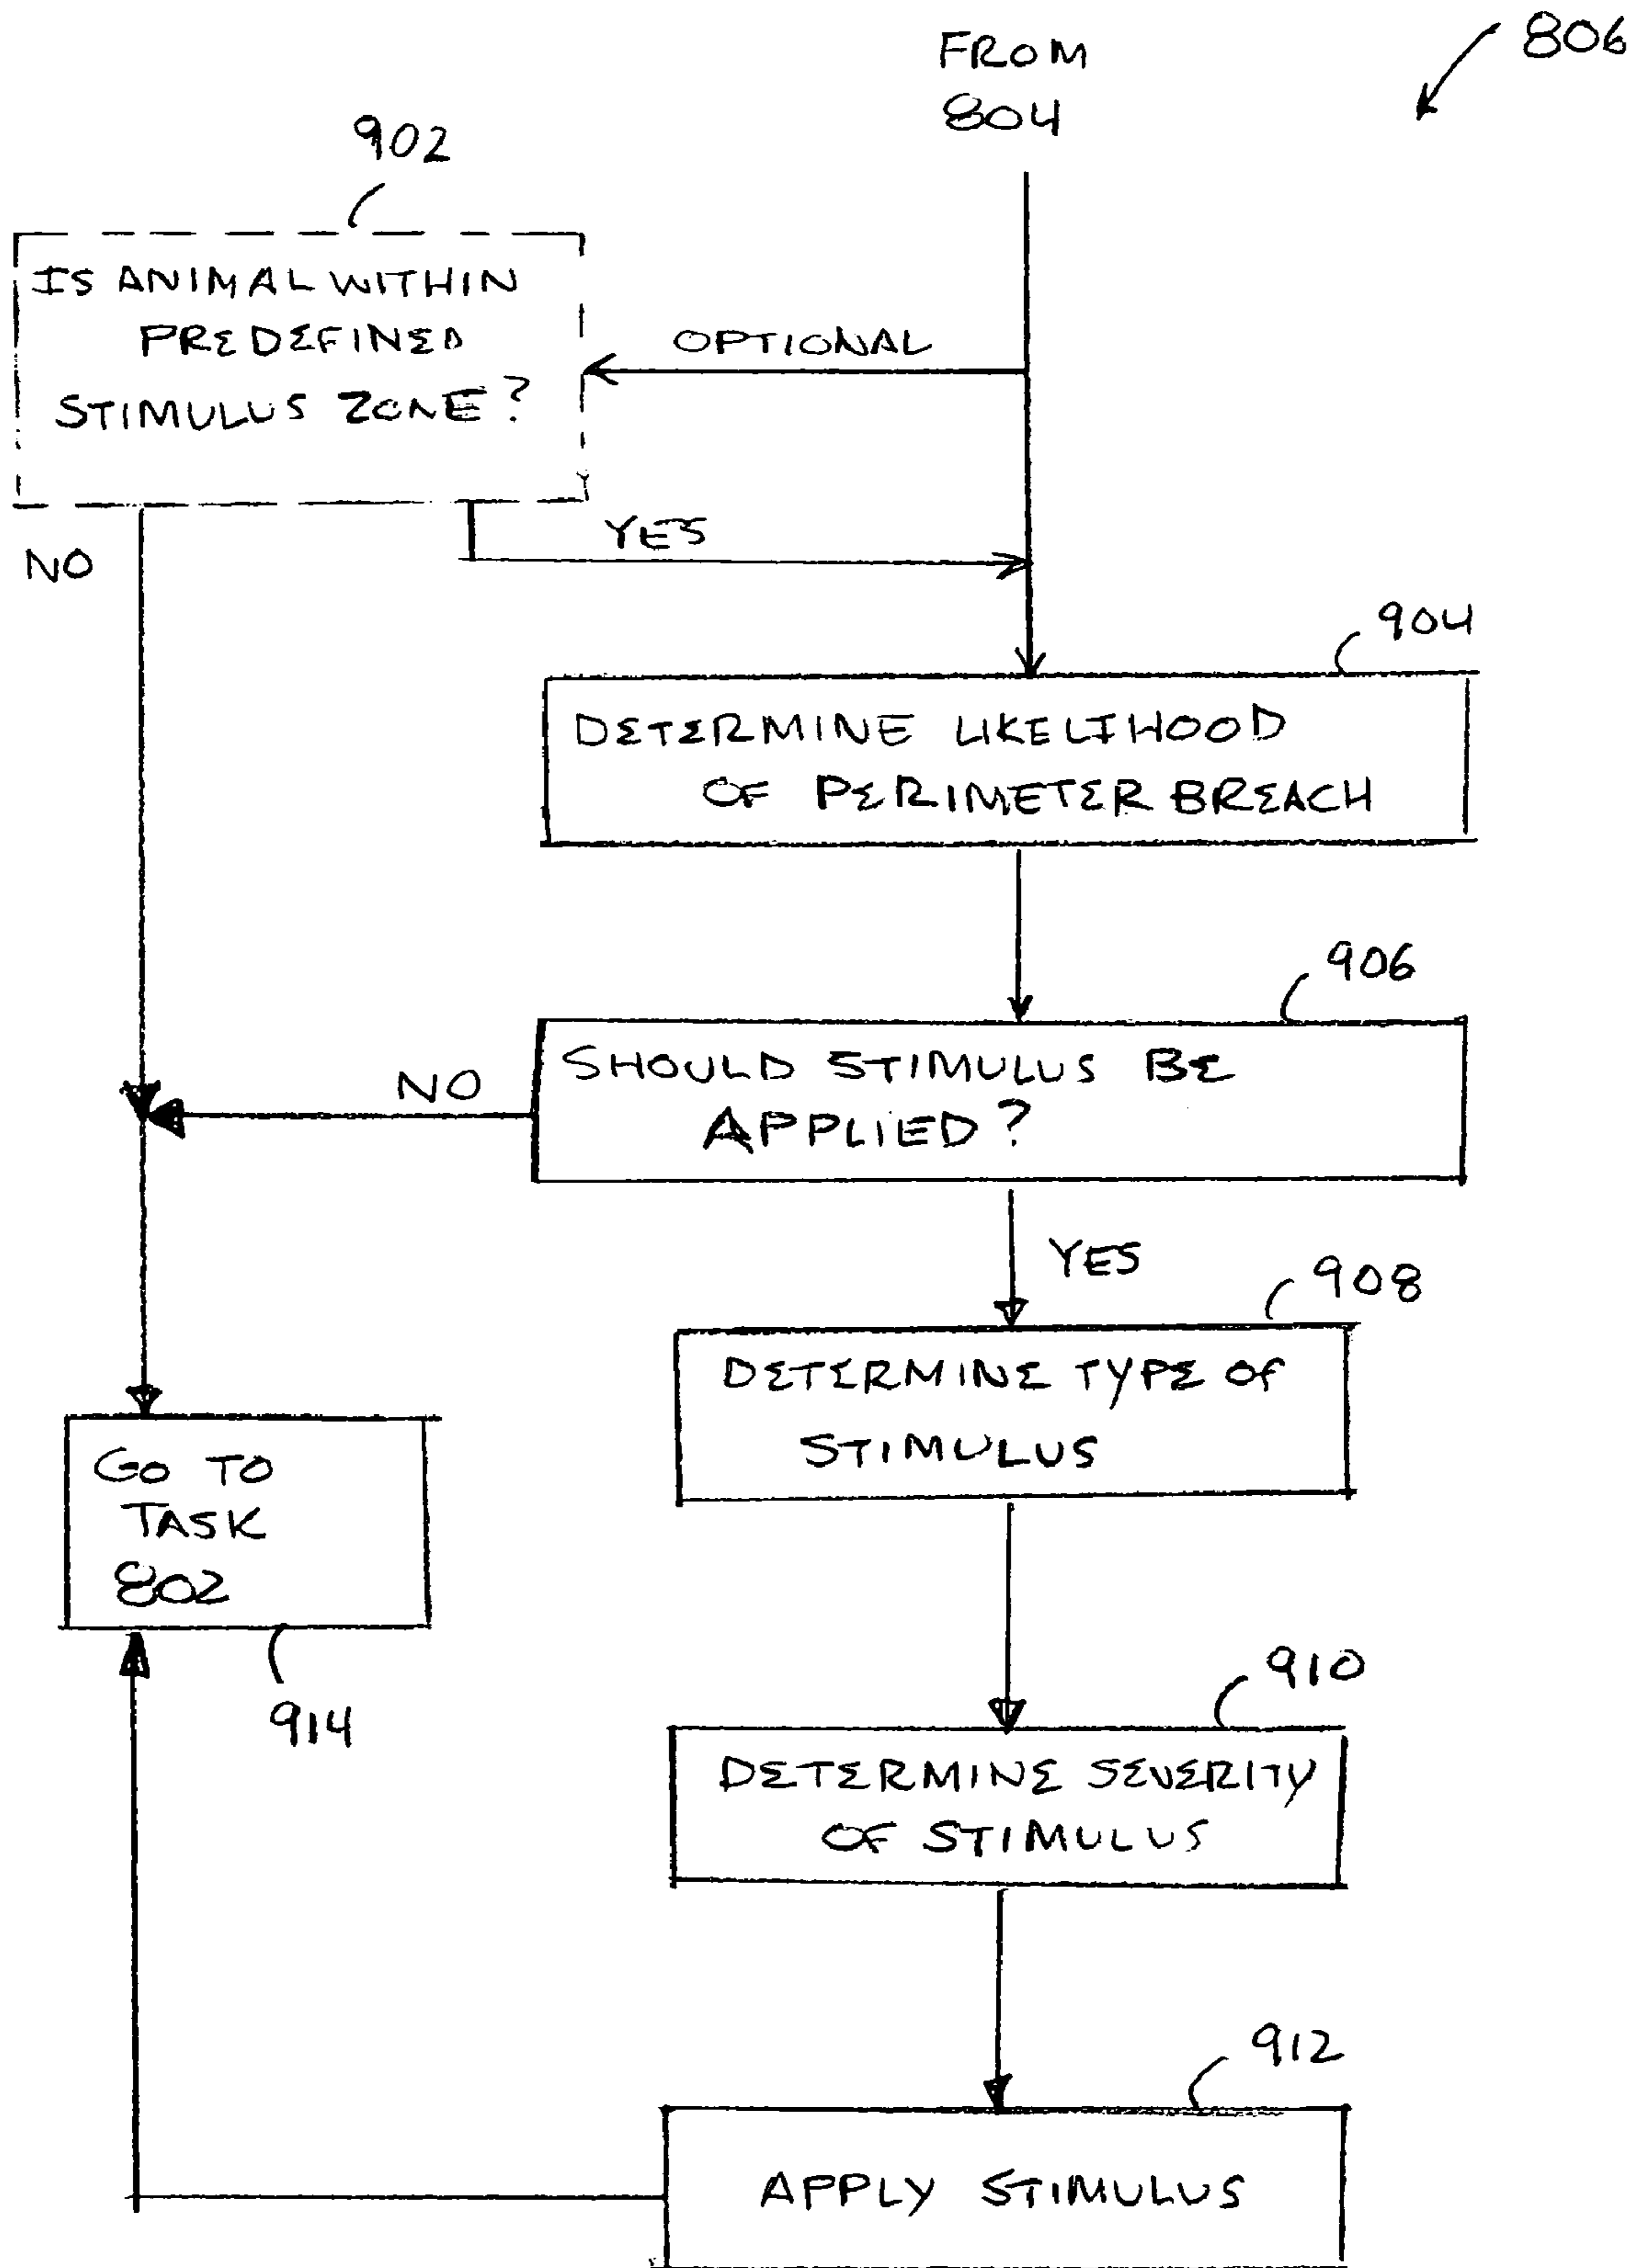 806
FROM
804
902
IS ANIMAL WITHIN
PREDEFINED
STIMULUS ZONE?
OPTIONAL
YES
NO
904
DETERMINE LIKELIHOOD
OF PERIMETER BREACH
906
SHOULD STIMULUS BE
APPLIED?
NO
YES
908
DETERMINE TYPE OF
STIMULUS
GO TO
TASK
802
914
910
DETERMINE SEVERITY
OF STIMULUS
912
APPLY STIMULUS